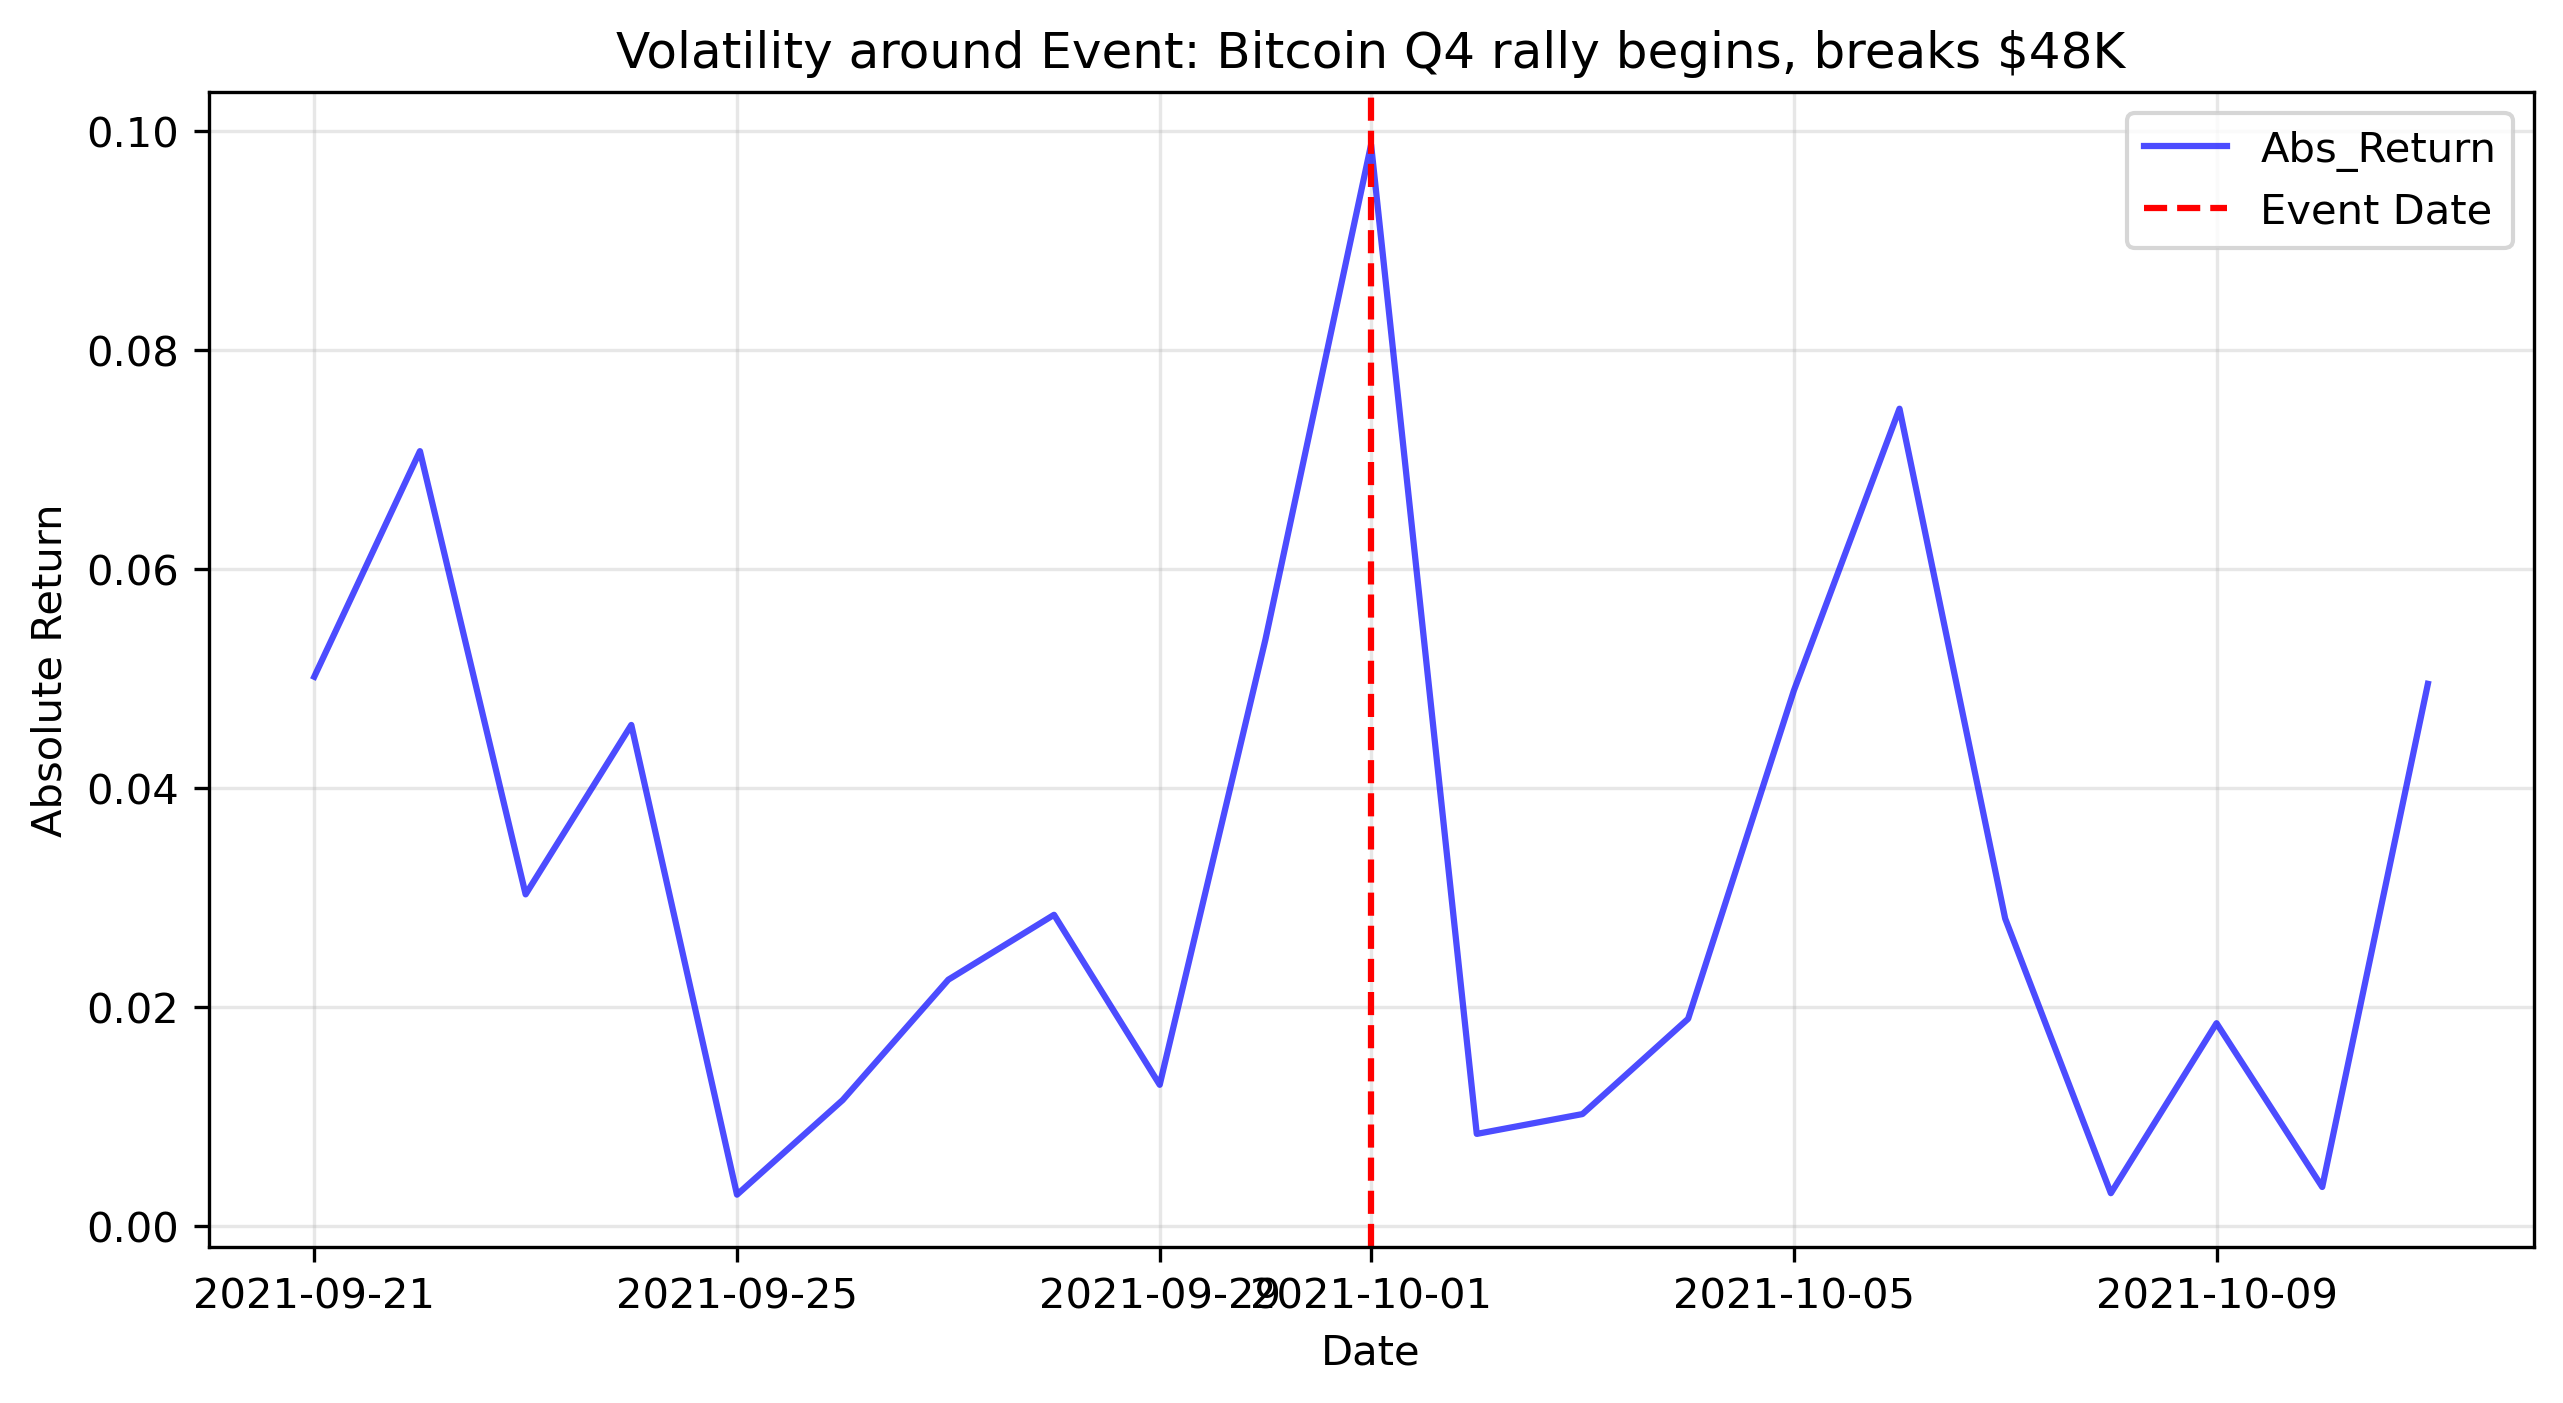 Volatility around Event: Bitcoin Q4 rally begins, breaks $48K
Abs_Return
Event Date
Absolute Return
0.10
0.08
0.06
0.04
0.02
0.00
2021-09-21 2021-09-25 2021-09-29 2021-10-01 2021-10-05 2021-10-09
Date